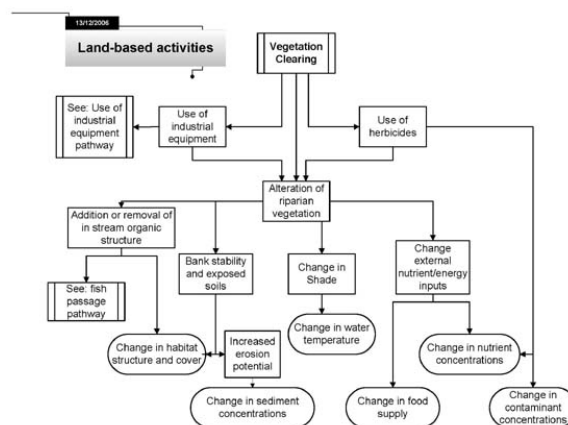 13/12/2006
Land-based activities
Vegetation
Clearing
See: Use of
industrial
equipment
pathway
Use of
industrial
equipment
Use of
herbicides
Alteration of
riparian
vegetation
Addition or removal of
in stream organic
structure
Bank stability
and exposed
soils
Change in
Shade
Change
external
nutrient/energy
inputs
See: fish
passage
pathway
Change in habitat
structure and cover
Increased
erosion
potential
Change in water
temperature
Change in nutrient
concentrations
Change in sediment
concentrations
Change in food
supply
Change in
contaminant
concentrations